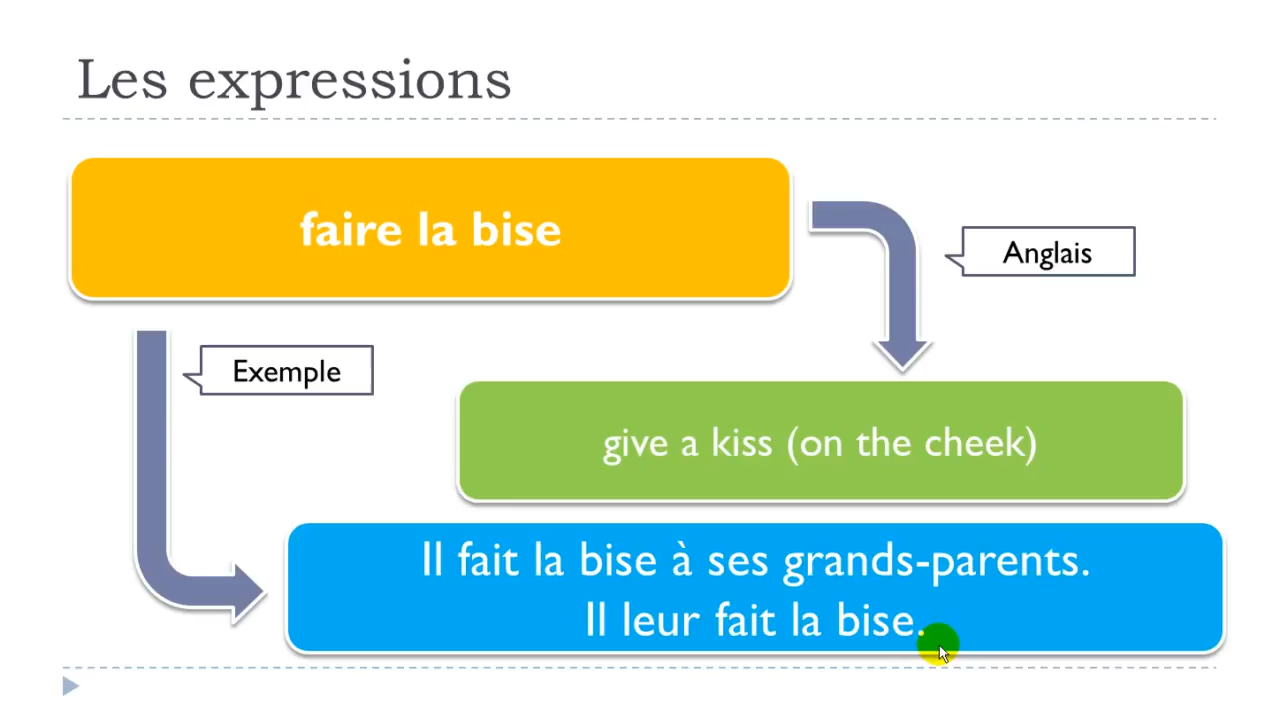 Les expressions
faire la bise
Anglais
Exemple
give a kiss (on the cheek)
Il fait la bise à ses grands-parents.
Il leur fait la bise.